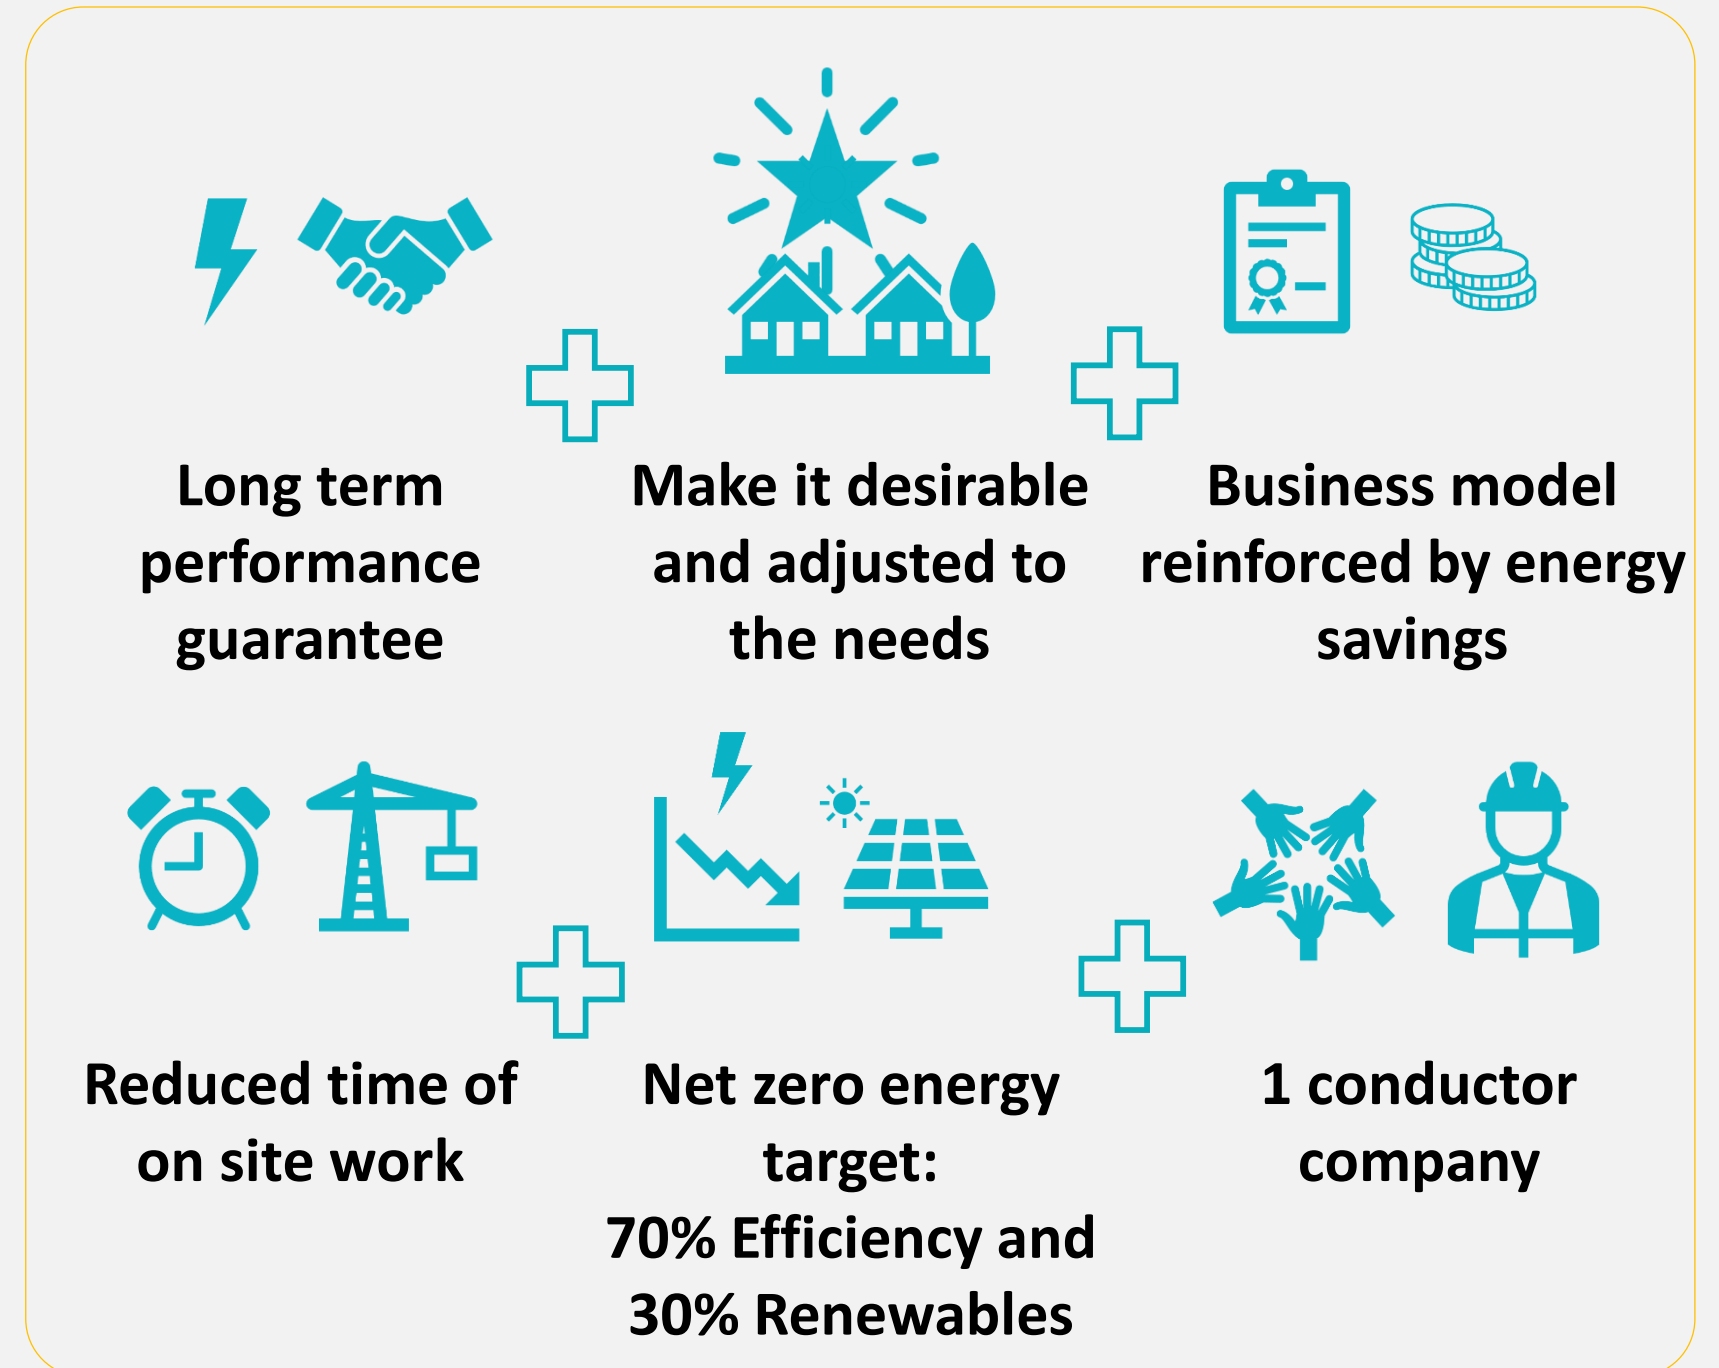 Long term
performance
guarantee
Make it desirable
and adjusted to
the needs
Business model
reinforced by energy
savings
Reduced time of
on site work
Net zero energy
target:
70% Efficiency and
30% Renewables
1 conductor
company